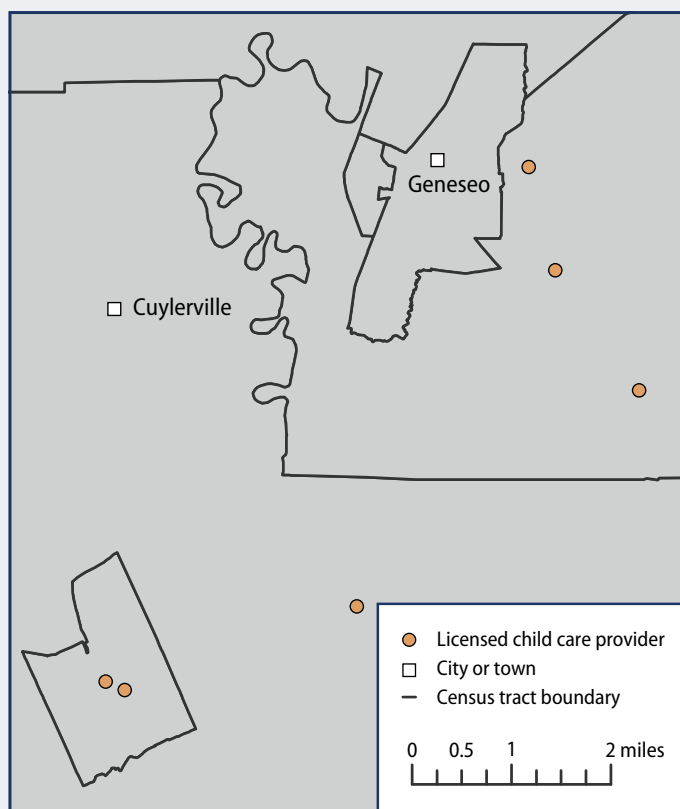 Geneseo
Cuylerville
Licensed child care provider
City or town
Census tract boundary
0 0.5 1 2 miles